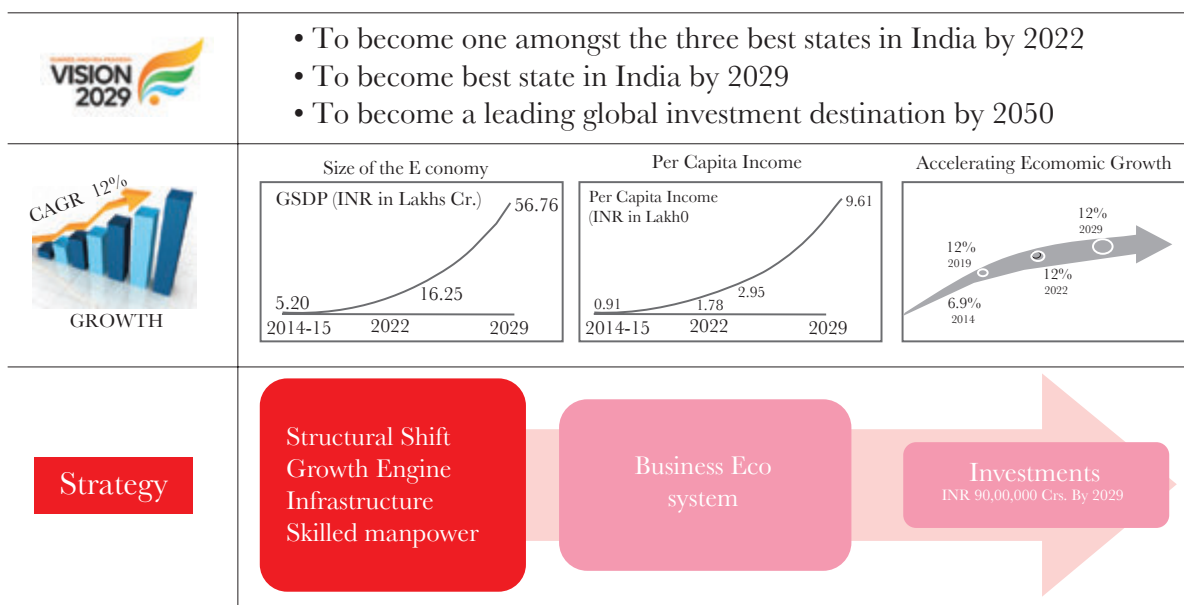 VISION
2029
• To become one amongst the three best states in India by 2022
• To become best state in India by 2029
• To become a leading global investment destination by 2050
CAGR 12%
GROWTH
Size of the E conomy
GSDP (INR in Lakhs Cr.)
56.76
16.25
5.20
2014-15
2022
2029
Per Capita Income
Per Capita Income
(INR in Lakh0
9.61
2.95
1.78
0.91
2014-15
2022
2029
Accelerating Ecomomic Growth
12%
2029
12%
2019
12%
2022
6.9%
2014
Strategy
Structural Shift
Growth Engine
Infrastructure
Skilled manpower
Business Eco
system
Investments
INR 90,00,000 Crs. By 2029